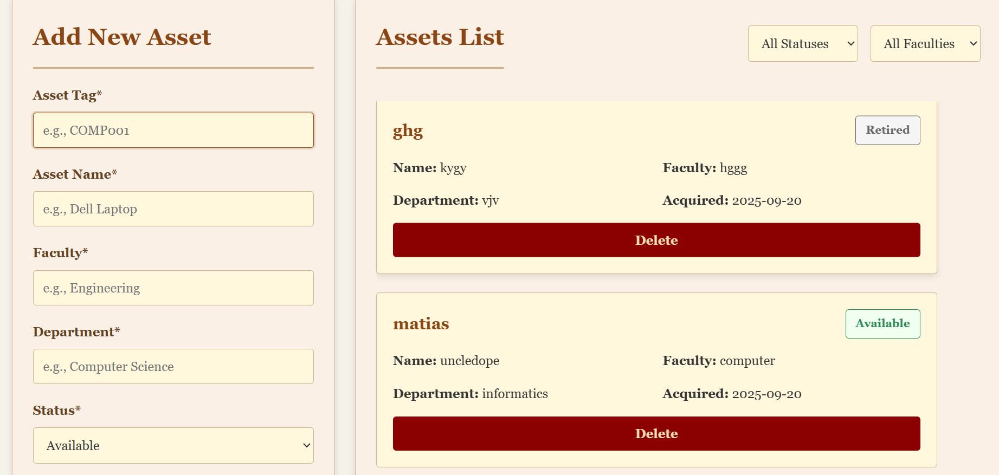 Add New Asset
Asset Tag*
e.g., COMP001
Asset Name*
e.g., Dell Laptop
Faculty*
e.g., Engineering
Department*
e.g., Computer Science
Status*
Available
Assets List
All Statuses
All Faculties
ghg
Retired
Name: kygy
Faculty: hggg
Department: vjv
Acquired: 2025-09-20
Delete
matias
Available
Name: uncledope
Faculty: computer
Department: informatics
Acquired: 2025-09-20
Delete